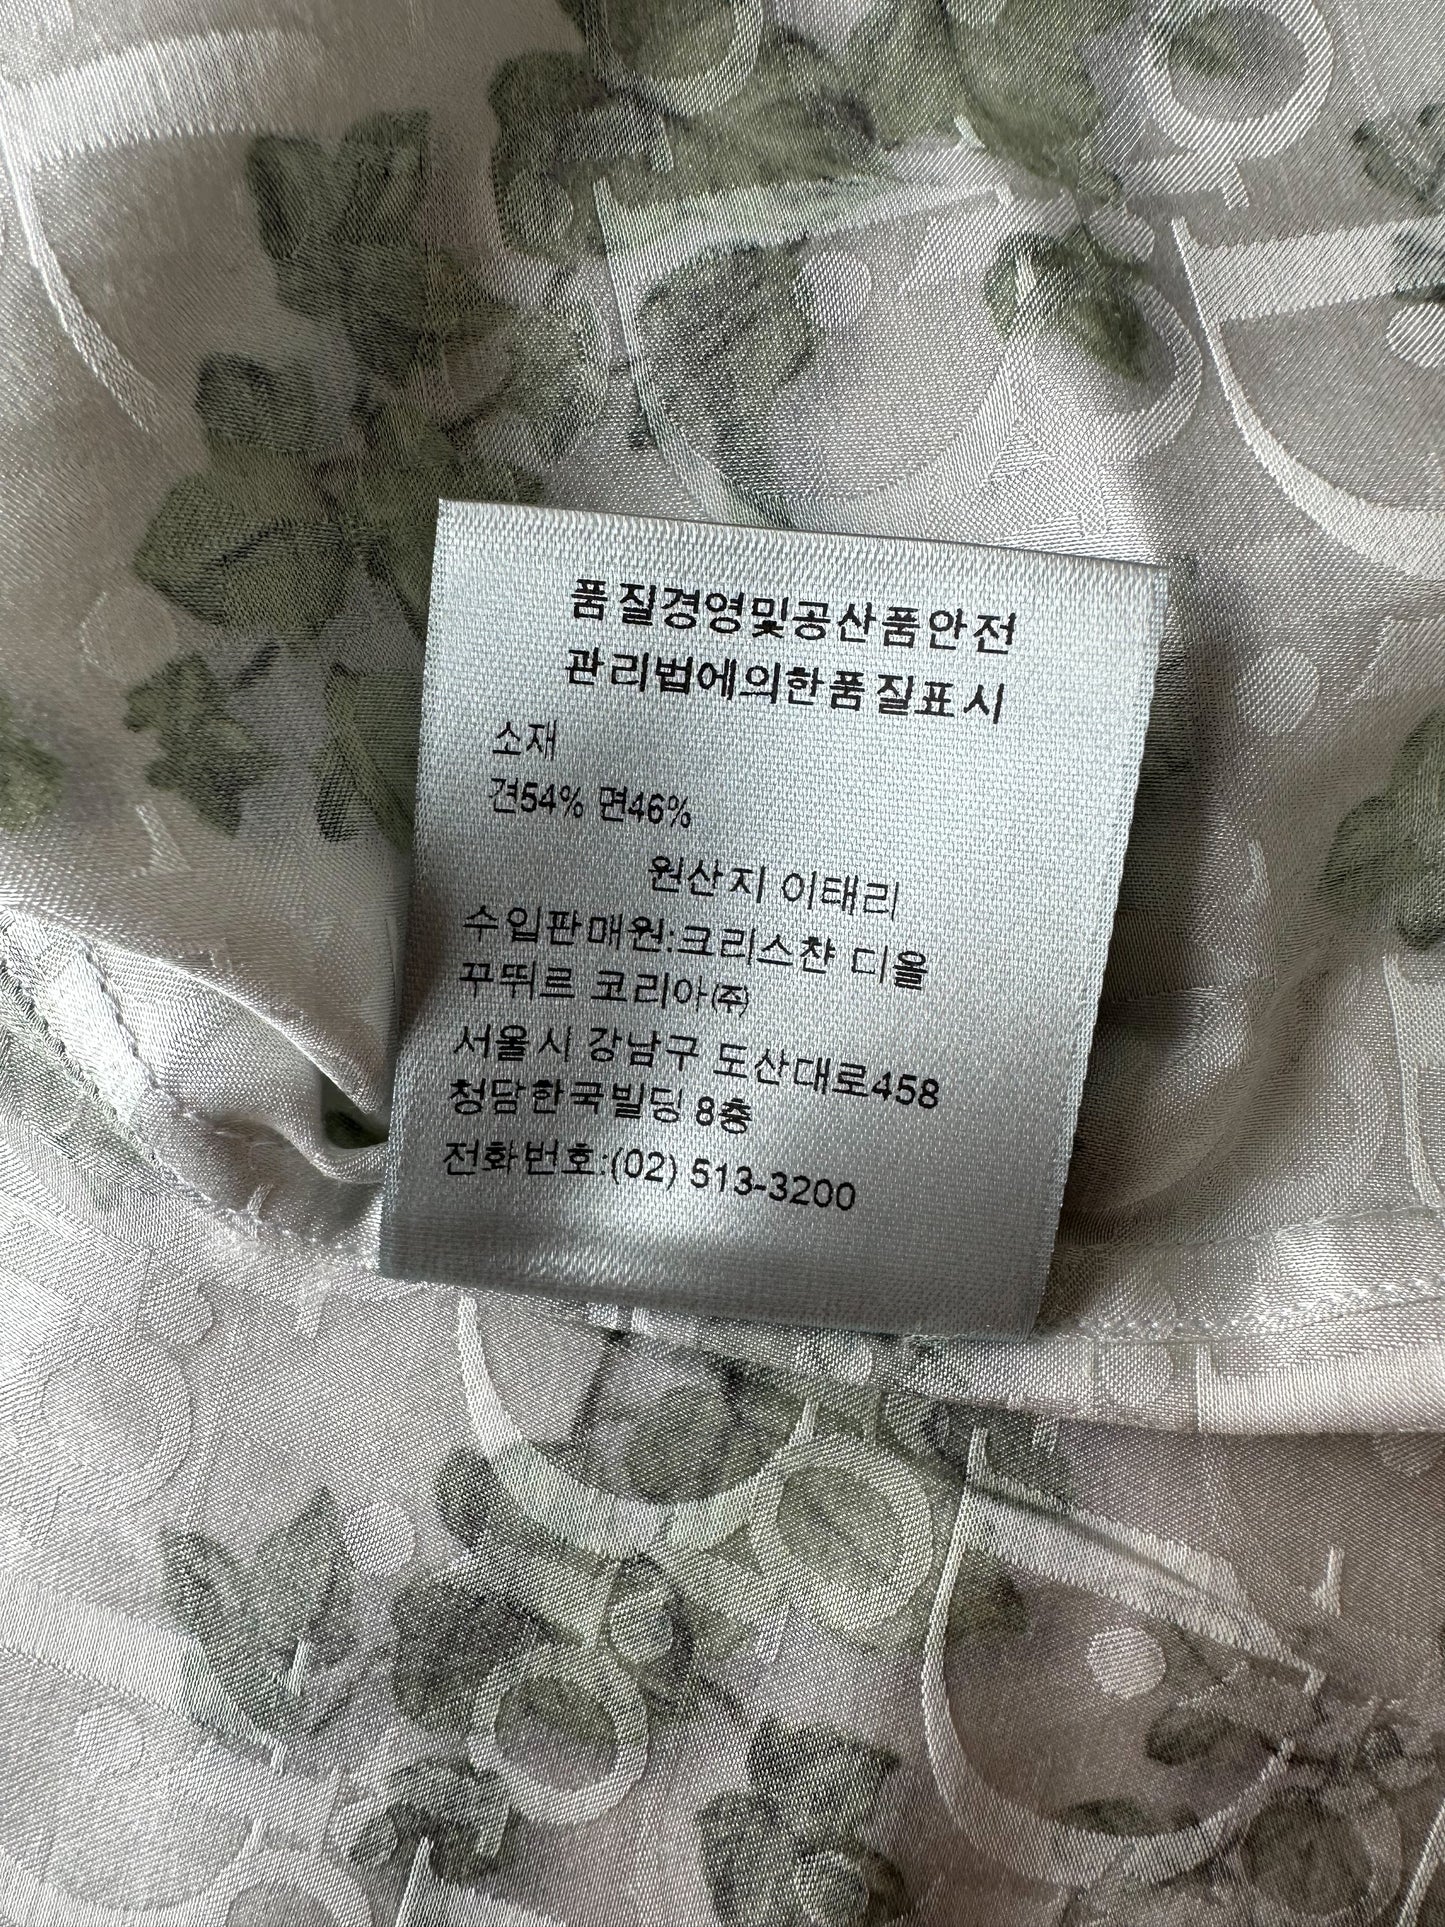 품질경영및공산품안전
관리법에의한품질표시
소재
견54% 면46%
원산지 이태리
수입판매원:크리스챤 디올
꾸뛰르 코리아㈜
서울시 강남구 도산대로458
청담한국빌딩 8층
전화번호:(02) 513-3200